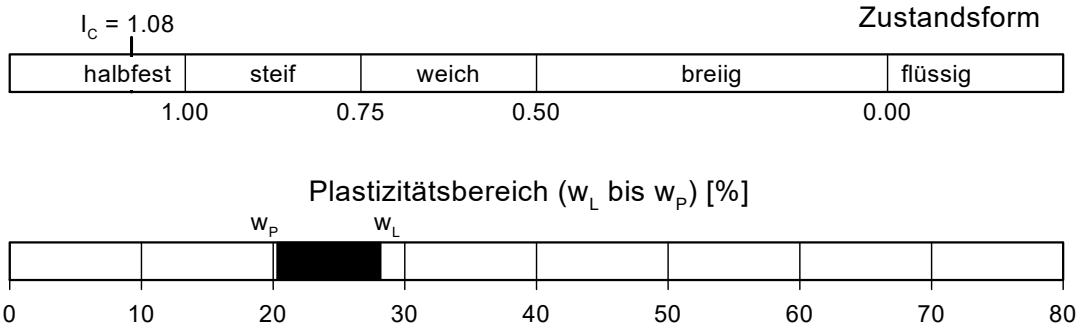 Zustandsform
I_C = 1.08
halbfest steif weich breiig flüssig
1.00 0.75 0.50 0.00
Plastizitätsbereich (w_L bis w_P) [%]
w_P w_L
0 10 20 30 40 50 60 70 80